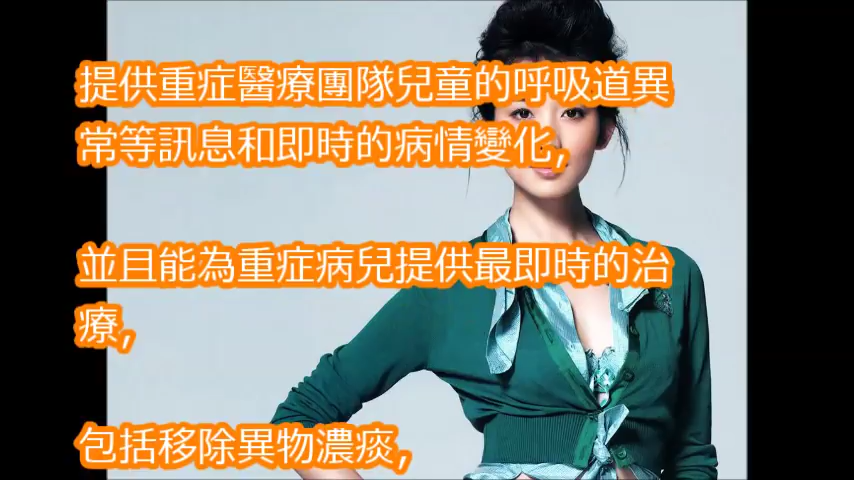 提供重症醫療團隊兒童的呼吸道異
常等訊息和即時的病情變化,
並且能為重症病兒提供最即時的治
療,
包括移除異物濃痰,